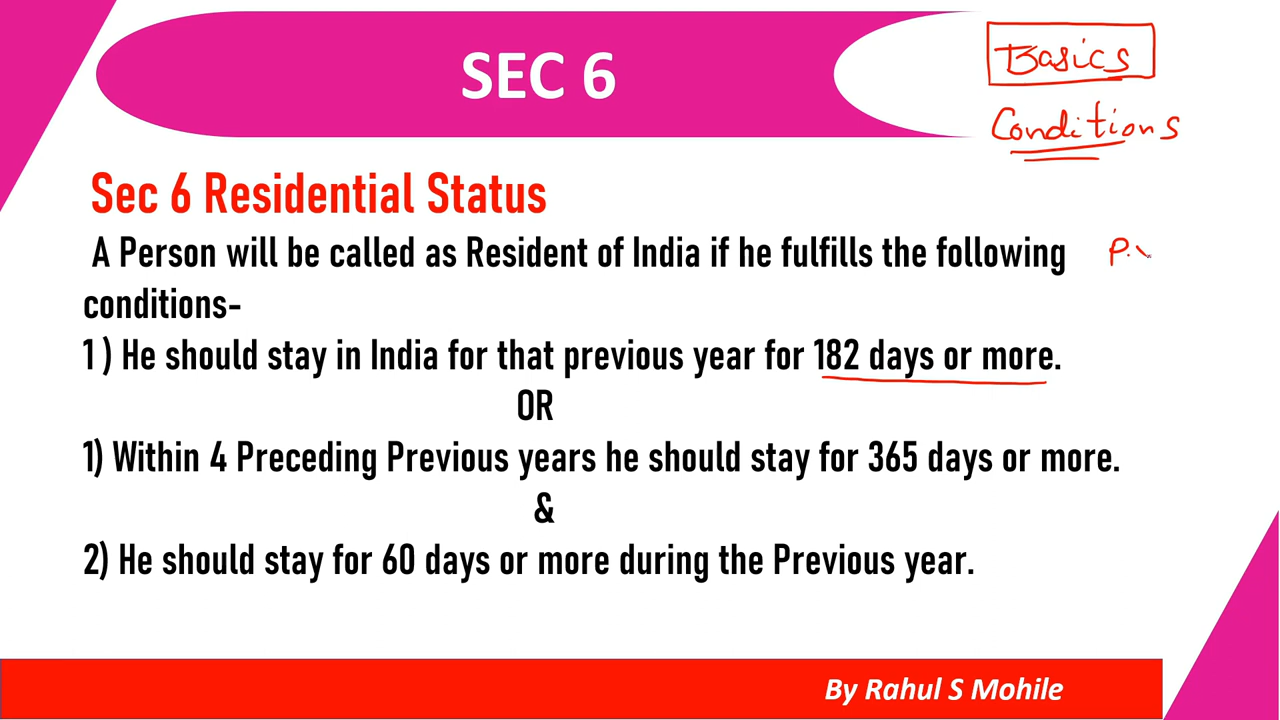 SEC 6
Basics
Conditions
Sec 6 Residential Status
A Person will be called as Resident of India if he fulfills the following
conditions-
P.
1) He should stay in India for that previous year for 182 days or more.
OR
1) Within 4 Preceding Previous years he should stay for 365 days or more.
&
2) He should stay for 60 days or more during the Previous year.
By Rahul S Mohile